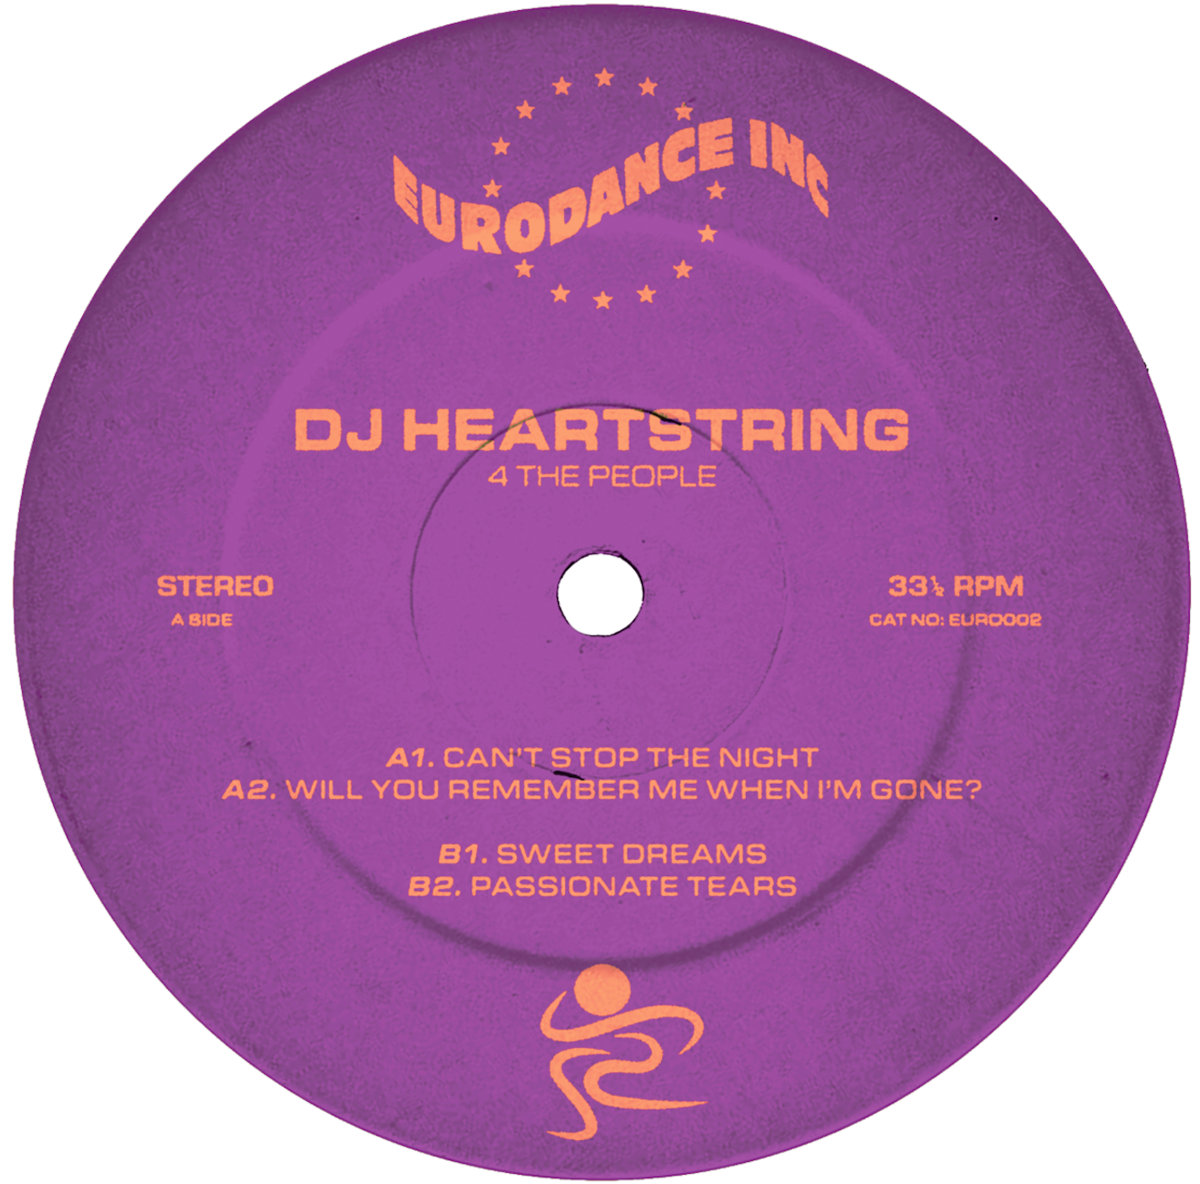 EURODANCE INC
DJ HEARTSTRING
4 THE PEOPLE
STEREO
A SIDE
33⅓ RPM
CAT NO: EURO002
A1. CAN'T STOP THE NIGHT
A2. WILL YOU REMEMBER ME WHEN I'M GONE?
B1. SWEET DREAMS
B2. PASSIONATE TEARS